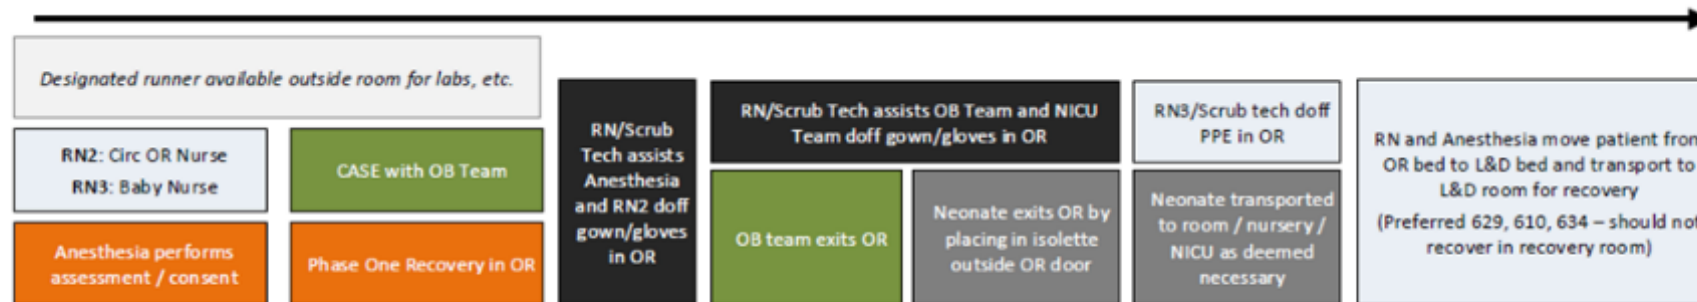 Designated runner available outside room for labs, etc.
RN2: Circ OR Nurse
RN3: Baby Nurse
Anesthesia performs
assessment / consent
CASE with OB Team
Phase One Recovery in OR
RN/Scrub
Tech assists
Anesthesia
and RN2 doff
gown/gloves
in OR
RN/Scrub Tech assists OB Team and NICU
Team doff gown/gloves in OR
OB team exits OR
Neonate exits OR by
placing in isolette
outside OR door
RN3/Scrub tech doff
PPE in OR
Neonate transported
to room / nursery /
NICU as deemed
necessary
RN and Anesthesia move patient from
OR bed to L&D bed and transport to
L&D room for recovery
(Preferred 629, 610, 634 – should not
recover in recovery room)